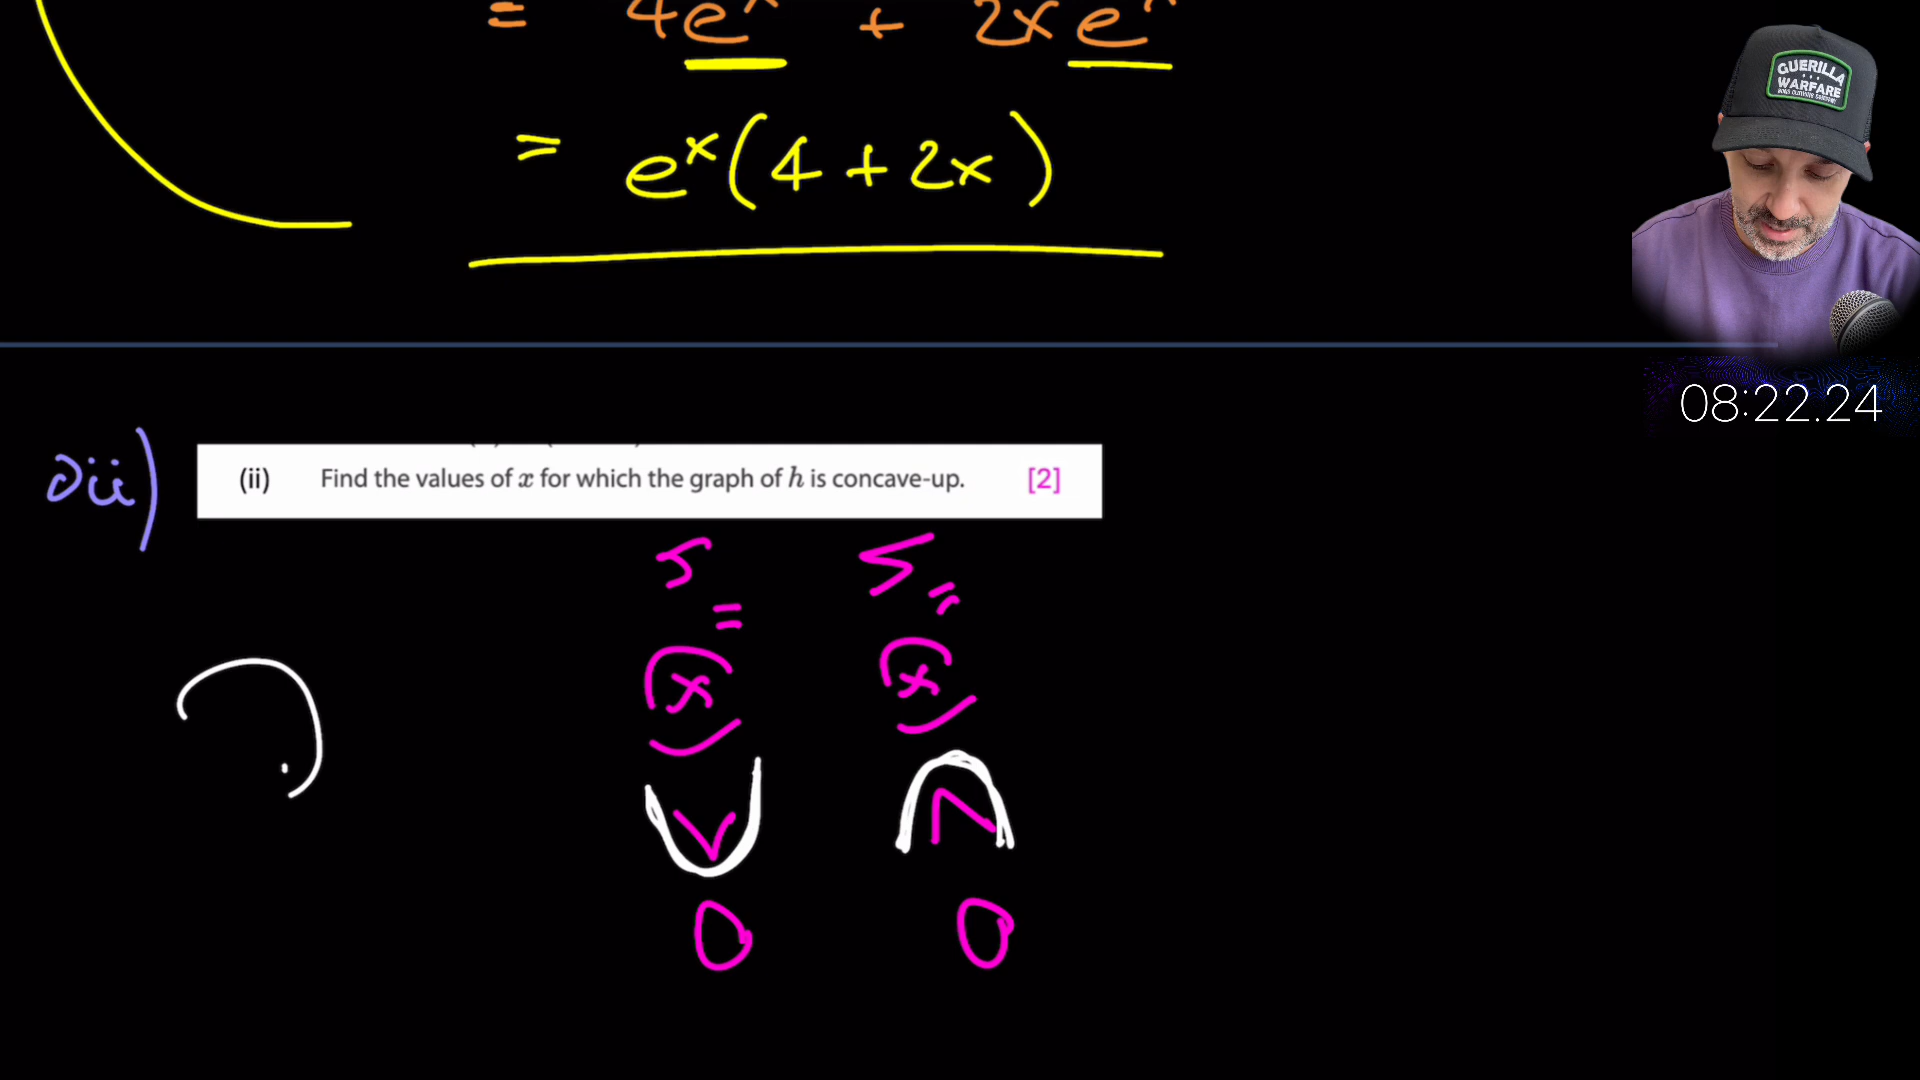 = 4eˣ + 2xeˣ
= eˣ(4 + 2x)
GUERILLA
WARFARE
08:22.24
Dii)
(ii) Find the values of x for which the graph of h is concave-up. [2]
(x) (x)
0 0